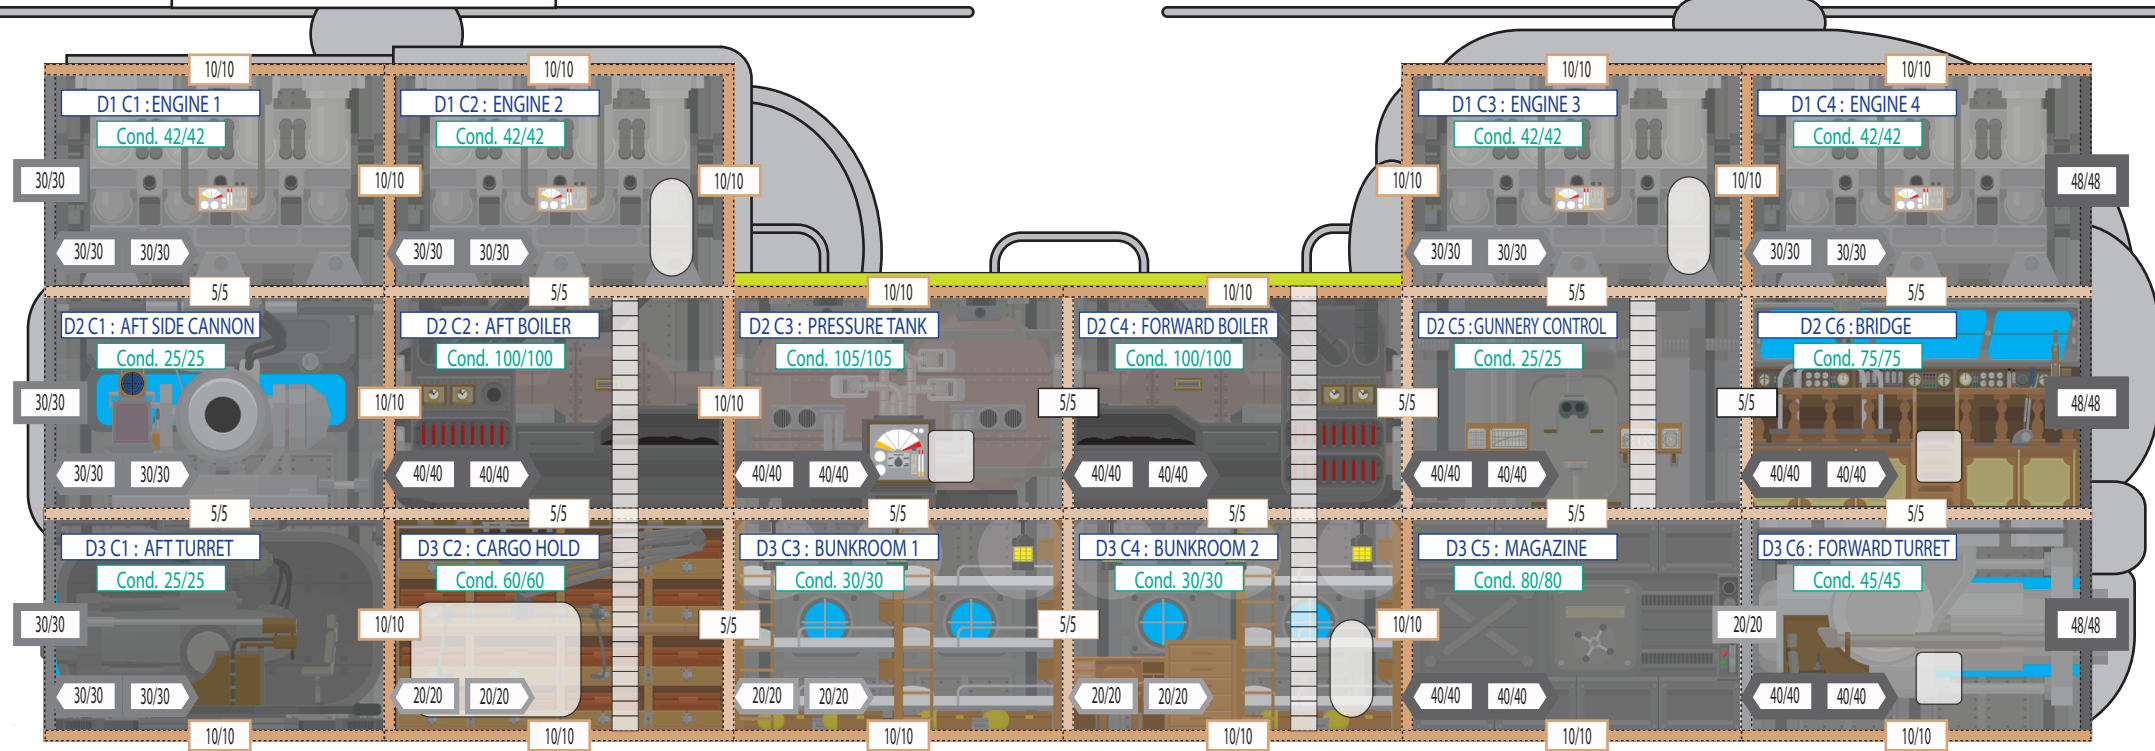 10/10
10/10
10/10
10/10
D1 C1 : ENGINE 1
D1 C2 : ENGINE 2
D1 C3 : ENGINE 3
D1 C4 : ENGINE 4
Cond. 42/42
Cond. 42/42
Cond. 42/42
Cond. 42/42
30/30
10/10
10/10
10/10
10/10
48/48
30/30 30/30
30/30 30/30
30/30 30/30
30/30 30/30
5/5
5/5
10/10
10/10
5/5
5/5
D2 C1 : AFT SIDE CANNON
D2 C2 : AFT BOILER
D2 C3 : PRESSURE TANK
D2 C4 : FORWARD BOILER
D2 C5 : GUNNERY CONTROL
D2 C6 : BRIDGE
Cond. 25/25
Cond. 100/100
Cond. 105/105
Cond. 100/100
Cond. 25/25
Cond. 75/75
30/30
10/10
10/10
5/5
5/5
5/5
48/48
30/30 30/30
40/40 40/40
40/40 40/40
40/40 40/40
40/40 40/40
40/40 40/40
5/5
5/5
5/5
5/5
5/5
5/5
D3 C1 : AFT TURRET
D3 C2 : CARGO HOLD
D3 C3 : BUNKROOM 1
D3 C4 : BUNKROOM 2
D3 C5 : MAGAZINE
D3 C6 : FORWARD TURRET
Cond. 25/25
Cond. 60/60
Cond. 30/30
Cond. 30/30
Cond. 80/80
Cond. 45/45
30/30
10/10
5/5
5/5
10/10
20/20
48/48
30/30 30/30
20/20 20/20
20/20 20/20
20/20 20/20
40/40 40/40
40/40 40/40
10/10
10/10
10/10
10/10
10/10
10/10